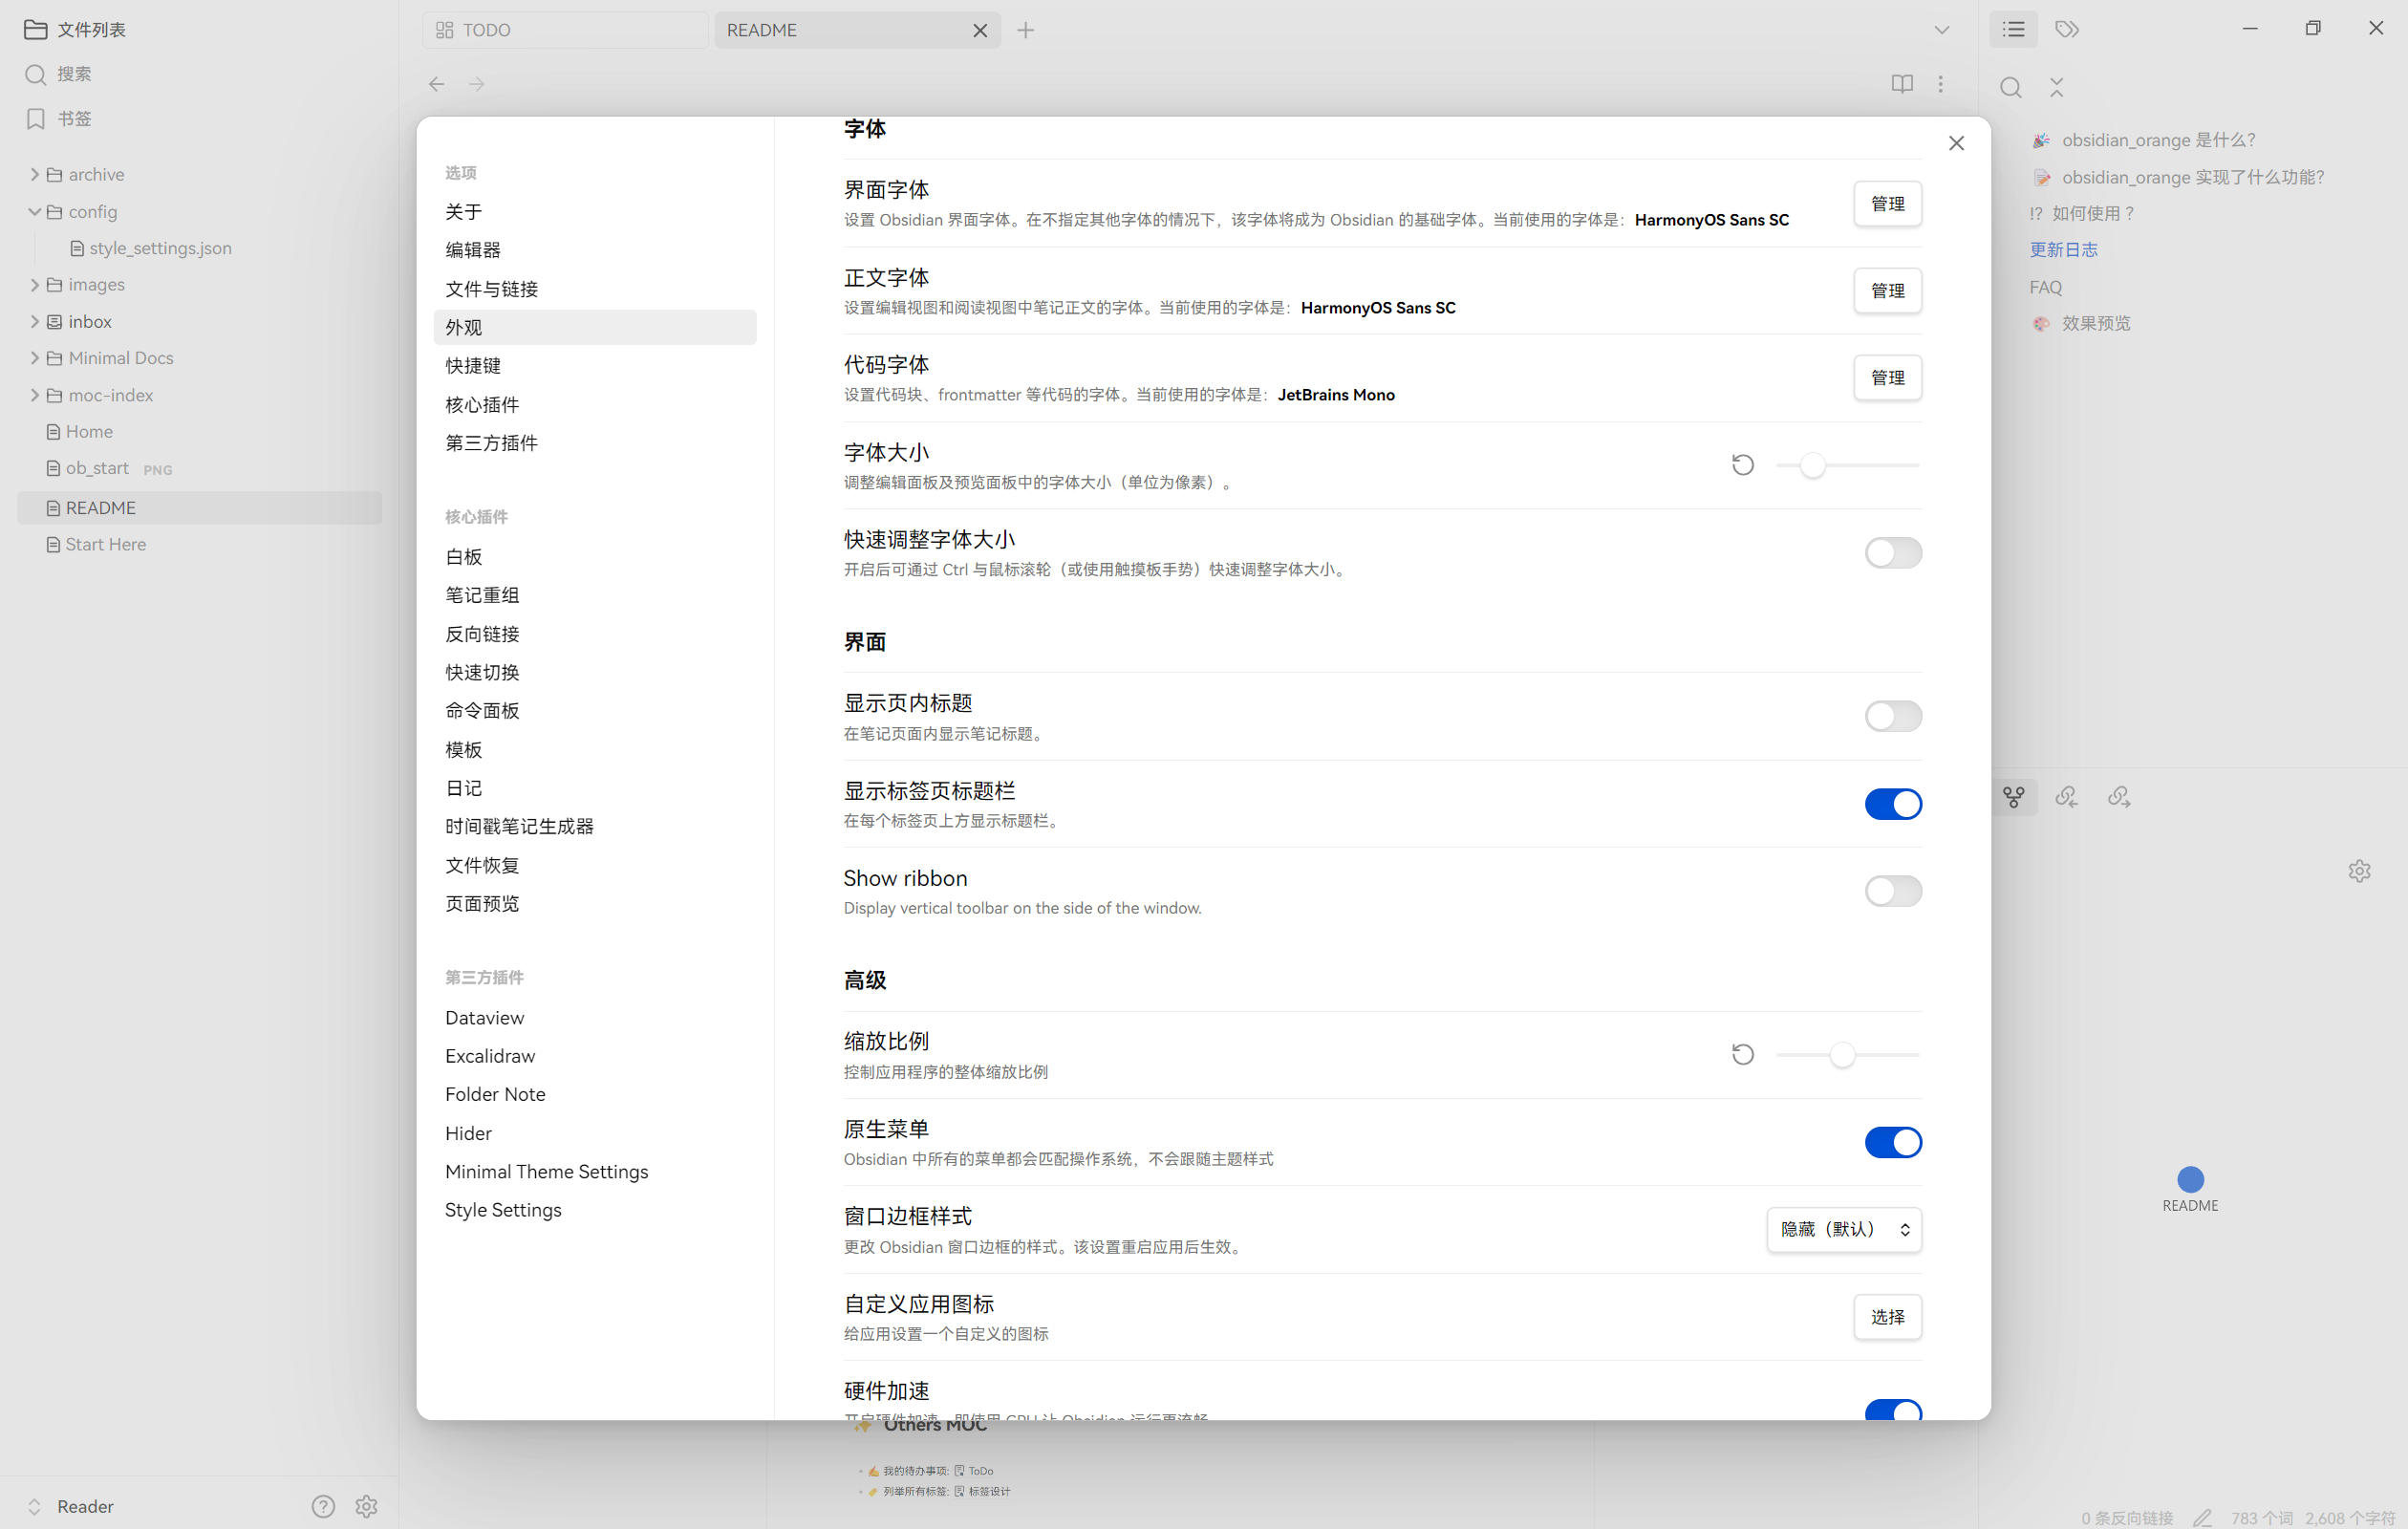 文件列表
搜索
书签
archive
config
style_settings.json
images
inbox
Minimal Docs
moc-index
Home
ob_start PNG
README
Start Here
Reader
TODO
README
选项
关于
编辑器
文件与链接
外观
快捷键
核心插件
第三方插件
核心插件
白板
笔记重组
反向链接
快速切换
命令面板
模板
日记
时间戳笔记生成器
文件恢复
页面预览
第三方插件
Dataview
Excalidraw
Folder Note
Hider
Minimal Theme Settings
Style Settings
字体
界面字体
设置 Obsidian 界面字体。在不指定其他字体的情况下，该字体将成为 Obsidian 的基础字体。当前使用的字体是：HarmonyOS Sans SC
管理
正文字体
设置编辑视图和阅读视图中笔记正文的字体。当前使用的字体是：HarmonyOS Sans SC
管理
代码字体
设置代码块、frontmatter 等代码的字体。当前使用的字体是：JetBrains Mono
管理
字体大小
调整编辑面板及预览面板中的字体大小（单位为像素）。
快速调整字体大小
开启后可通过 Ctrl 与鼠标滚轮（或使用触摸板手势）快速调整字体大小。
界面
显示页内标题
在笔记页面内显示笔记标题。
显示标签页标题栏
在每个标签页上方显示标题栏。
Show ribbon
Display vertical toolbar on the side of the window.
高级
缩放比例
控制应用程序的整体缩放比例
原生菜单
Obsidian 中所有的菜单都会匹配操作系统，不会跟随主题样式
窗口边框样式
更改 Obsidian 窗口边框的样式。该设置重启应用后生效。
隐藏（默认）
自定义应用图标
给应用设置一个自定义的图标
选择
硬件加速
开启硬件加速，即使用 GPU 让 Obsidian 运行更流畅
Others MOC
我的待办事项: ToDo
列举所有标签: 标签设计
obsidian_orange 是什么?
obsidian_orange 实现了什么功能?
⁉ 如何使用？
更新日志
FAQ
效果预览
README
0 条反向链接 783 个词 2,608 个字符